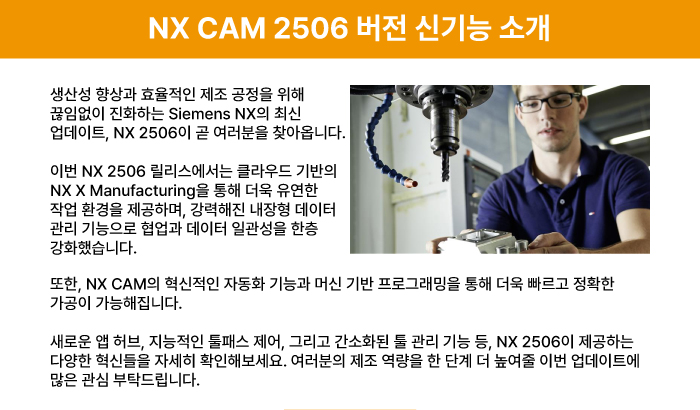 NX CAM 2506 버전 신기능 소개
생산성 향상과 효율적인 제조 공정을 위해
끊임없이 진화하는 Siemens NX의 최신
업데이트, NX 2506이 곧 여러분을 찾아옵니다.
이번 NX 2506 릴리스에서는 클라우드 기반의
NX X Manufacturing을 통해 더욱 유연한
작업 환경을 제공하며, 강력해진 내장형 데이터
관리 기능으로 협업과 데이터 일관성을 한층
강화했습니다.
또한, NX CAM의 혁신적인 자동화 기능과 머신 기반 프로그래밍을 통해 더욱 빠르고 정확한
가공이 가능해집니다.
새로운 앱 허브, 지능적인 툴패스 제어, 그리고 간소화된 툴 관리 기능 등, NX 2506이 제공하는
다양한 혁신들을 자세히 확인해보세요. 여러분의 제조 역량을 한 단계 더 높여줄 이번 업데이트에
많은 관심 부탁드립니다.